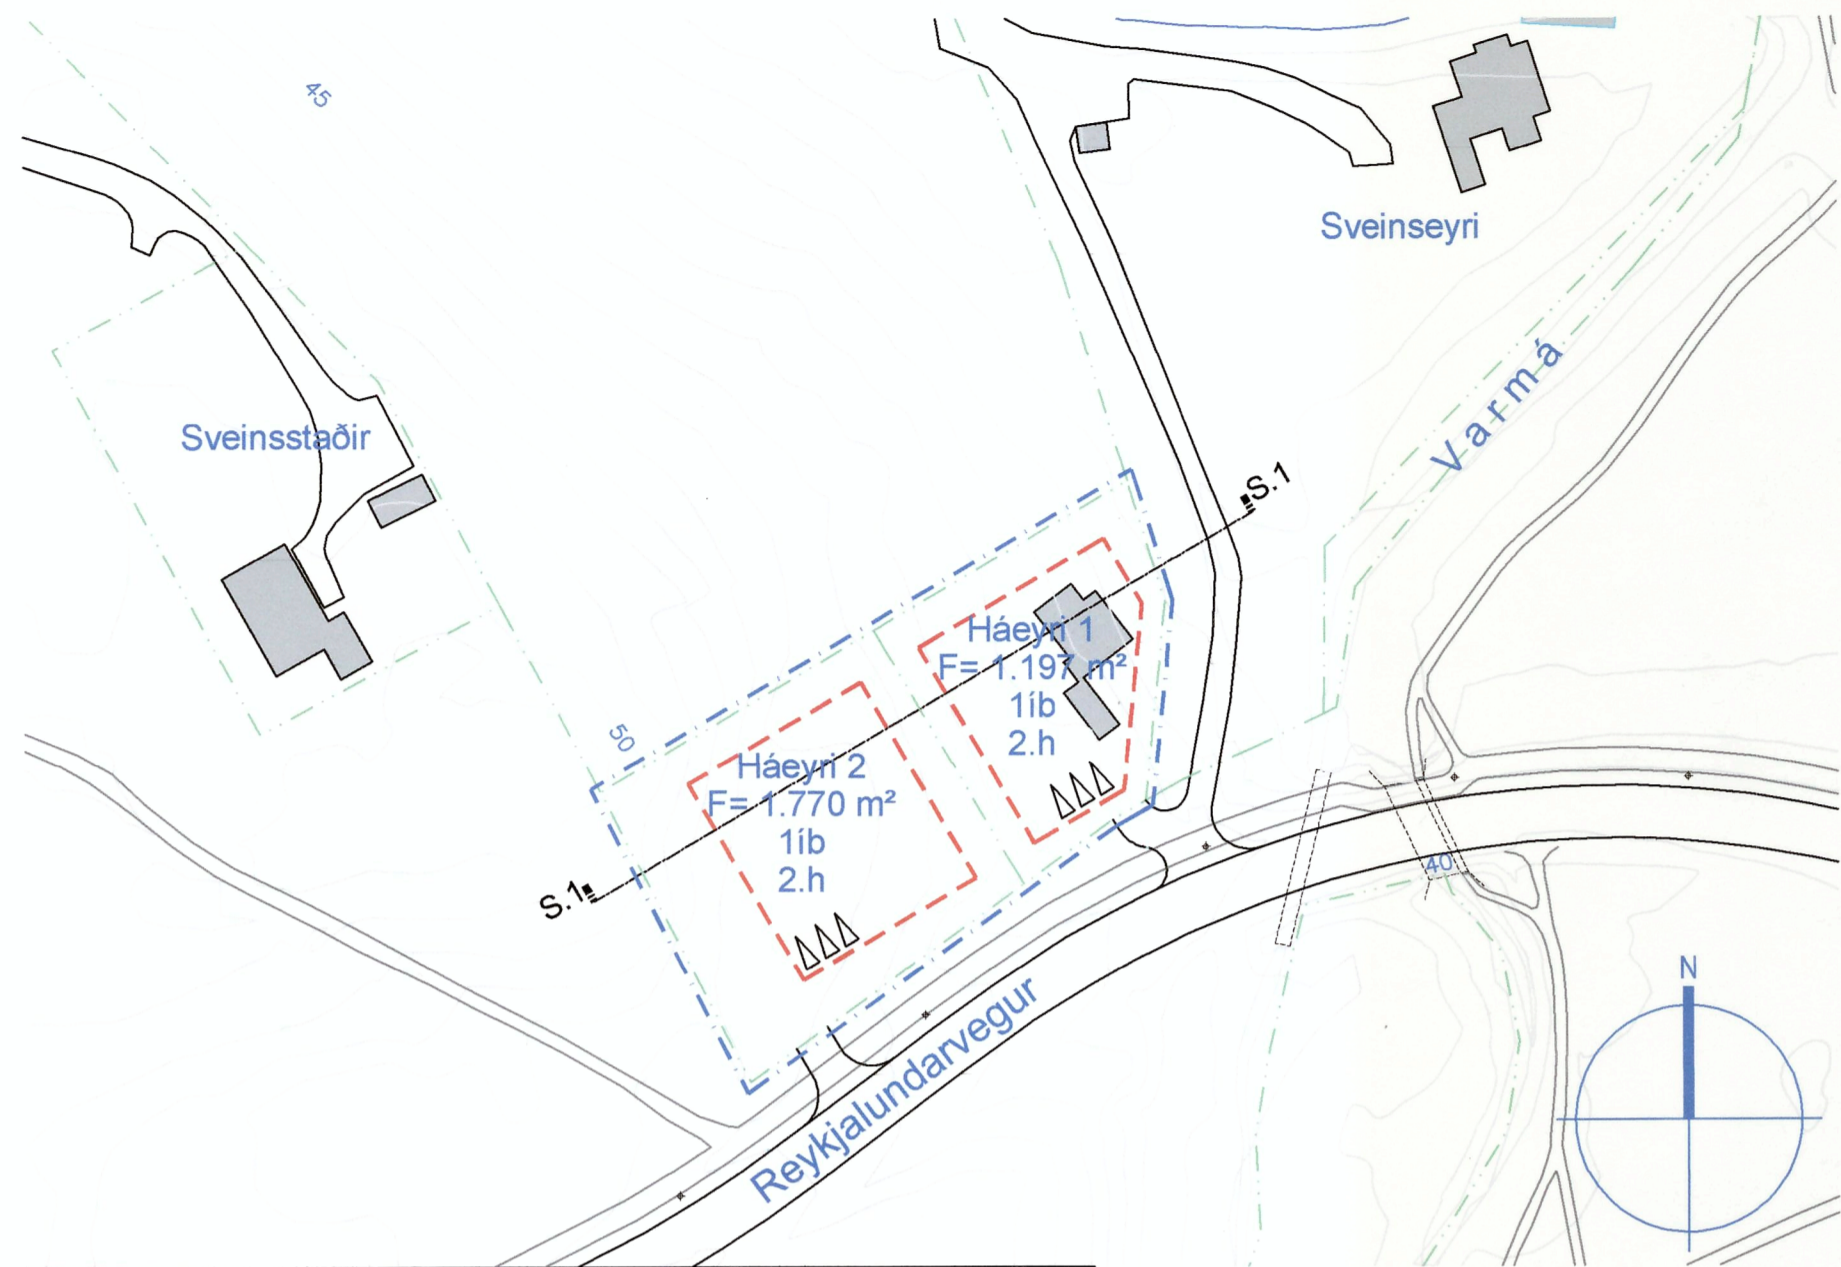 45
Sveinseyri
Varmá
Sveinsstaðir
S.1
Háeyri 1
F= 1.197 m²
1íb
2.h
50
Háeyri 2
F= 1.770 m²
1íb
2.h
S.1
40
N
Reykjalundarvegur